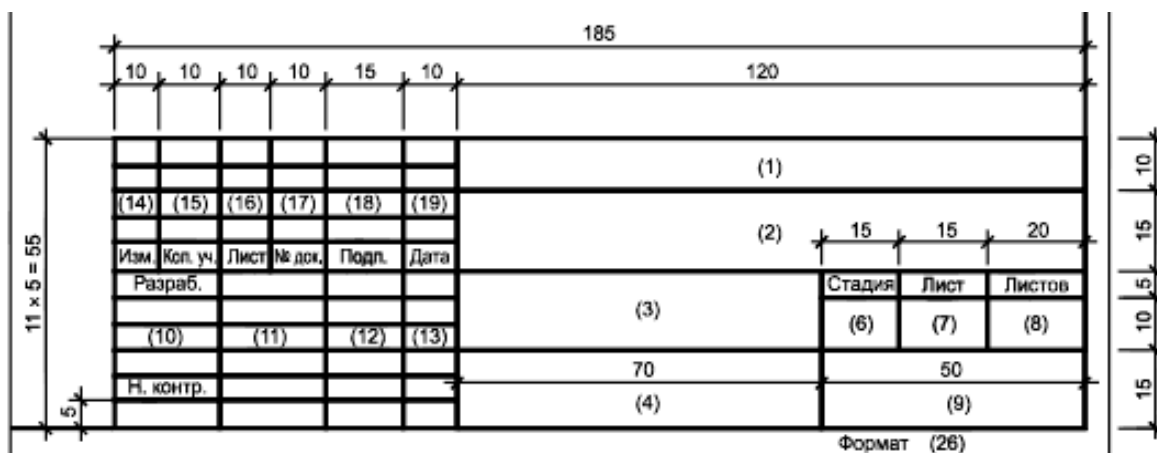 185
10 10 10 10 15 10 120
(1) 10
(14) (15) (16) (17) (18) (19)
(2) 15 15 20 15
Изм. Кол. уч. Лист № док. Подп. Дата
11 × 5 = 55
Разраб. Стадия Лист Листов 5
(3) (6) (7) (8) 10
(10) (11) (12) (13)
70 50
Н. контр. 15
5 (4) (9)
Формат (26)